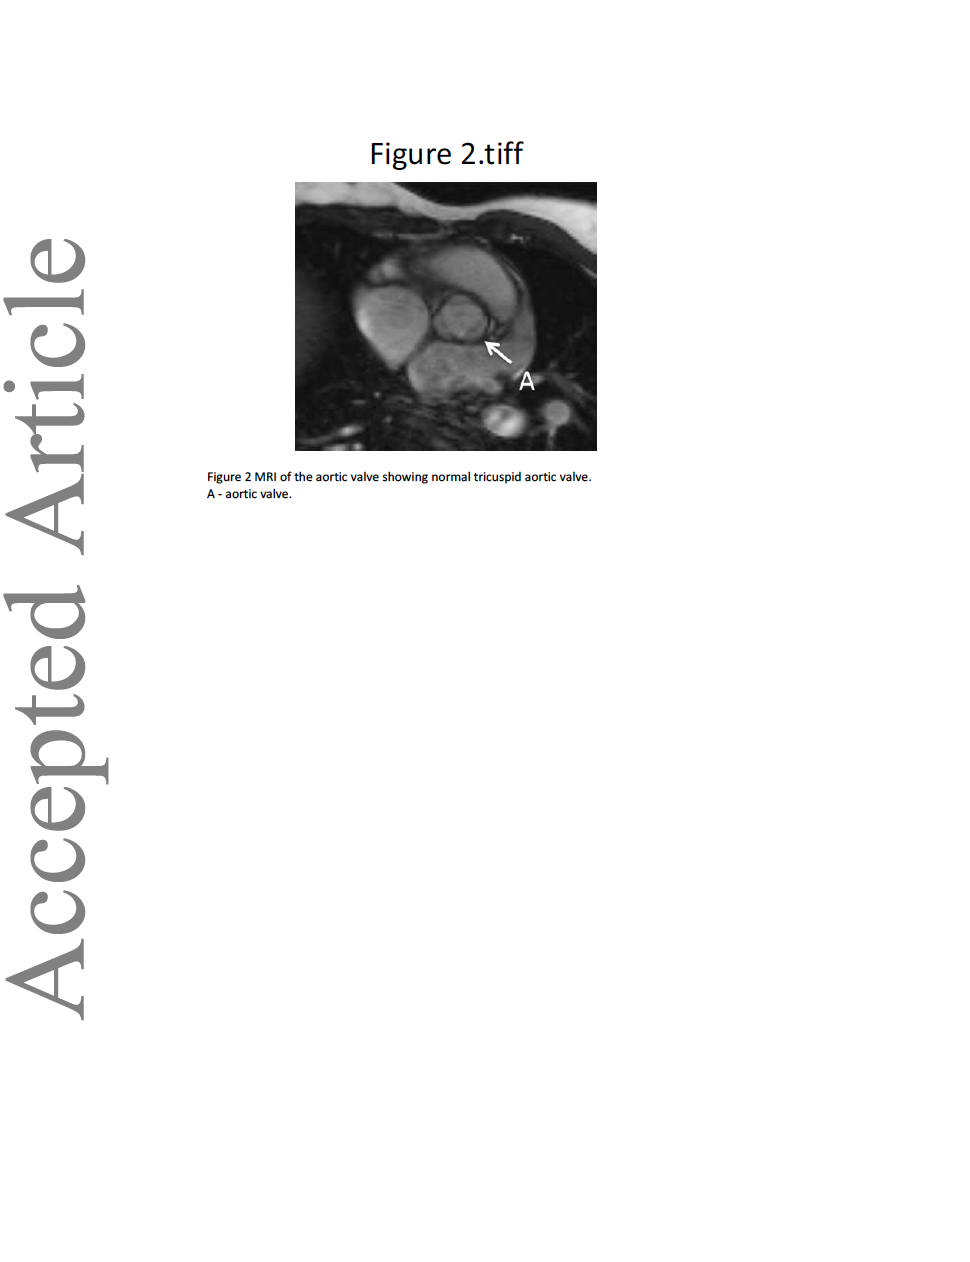 Accepted Article
Figure 2.tiff
A
Figure 2 MRI of the aortic valve showing normal tricuspid aortic valve.
A - aortic valve.